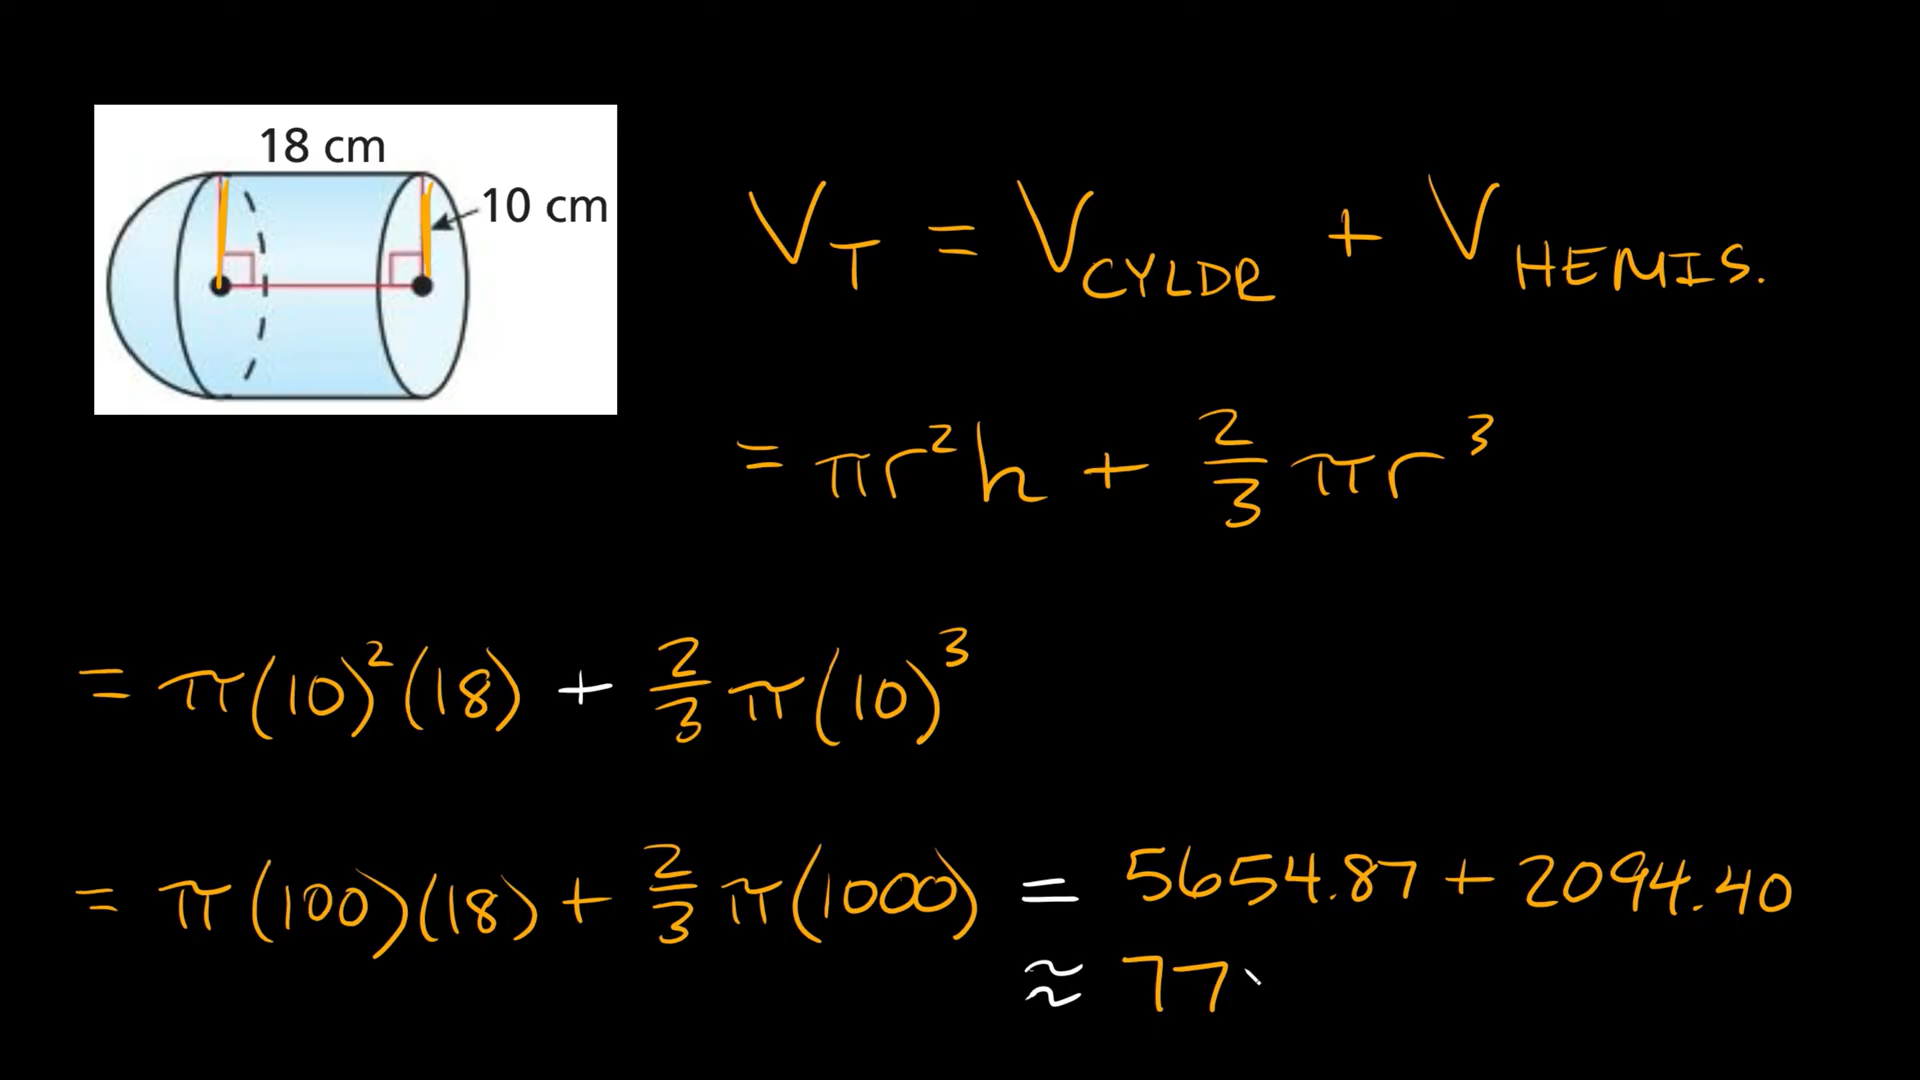 18 cm
10 cm
V_T = V_CYLDR + V_HEMIS.
= πr²h + 2/3 πr³
= π(10)²(18) + 2/3 π(10)³
= π(100)(18) + 2/3 π(1000) = 5654.87 + 2094.40
≈ 77